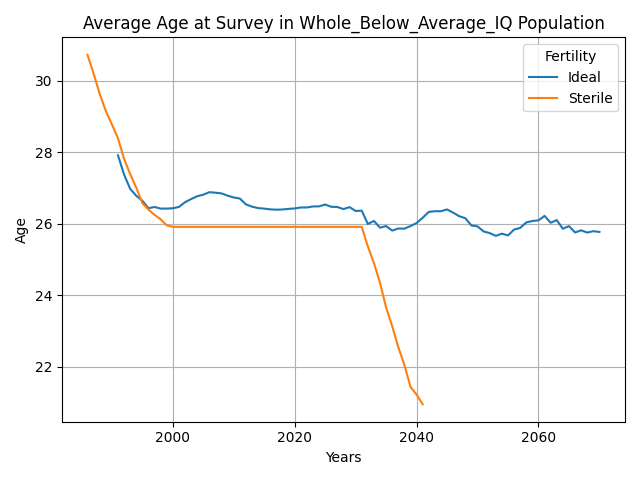 Average Age at Survey in Whole_Below_Average_IQ Population
Fertility
Ideal
Sterile
30
28
26
24
22
Age
2000
2020
2040
2060
Years